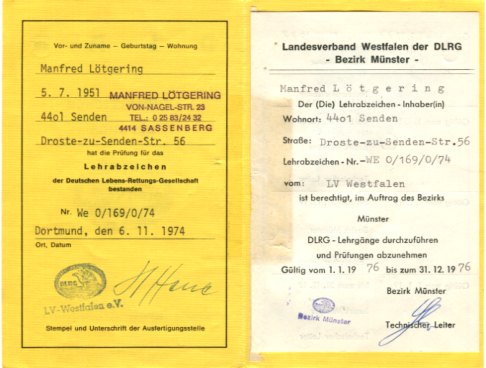 Vor- und Zuname — Geburtstag — Wohnung
Manfred Lötgering
5. 7. 1951
MANFRED LÖTGERING
VON-NAGEL-STR. 23
TEL.: 0 25 83/24 32
4414 SASSENBERG
44o1 Senden
Droste-zu-Senden-Str. 56
hat die Prüfung für das
Lehrabzeichen
der Deutschen Lebens-Rettungs-Gesellschaft
bestanden
Nr. We 0/169/0/74
Dortmund, den 6. 11. 1974
Ort, Datum
DLRG
LV-Westfalen e.V.
Stempel und Unterschrift der Ausfertigungsstelle
Landesverband Westfalen der DLRG
- Bezirk Münster -
Manfred Lötgering
Der (Die) Lehrabzeichen - Inhaber(in)
Wohnort: 44o1 Senden
Straße: Droste-zu-Senden-Str.56
Lehrabzeichen - Nr.-WE 0/169/0/74
vom: LV Westfalen
ist berechtigt, im Auftrag des Bezirks
Münster
DLRG - Lehrgänge durchzuführen
und Prüfungen abzunehmen
Gültig vom 1. 1. 19 76 bis zum 31. 12. 1976
Bezirk Münster
Bezirk Münster
Technischer Leiter